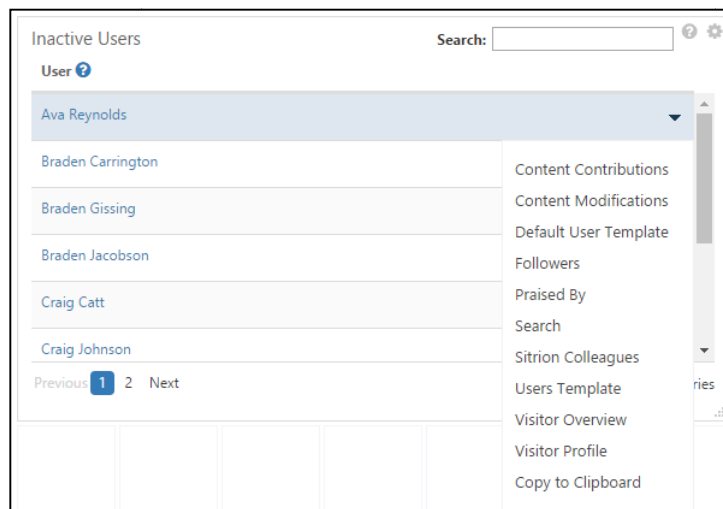 Inactive Users
Search:
User
Ava Reynolds
Braden Carrington
Braden Gissing
Braden Jacobson
Craig Catt
Craig Johnson
Content Contributions
Content Modifications
Default User Template
Followers
Praised By
Search
Sitrion Colleagues
Users Template
Visitor Overview
Visitor Profile
Copy to Clipboard
Previous 1 2 Next